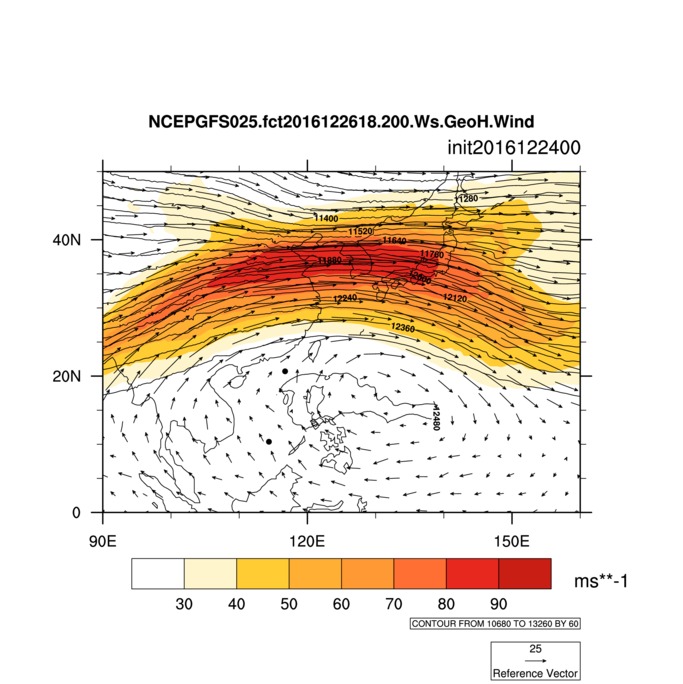 NCEPGFS025.fct2016122618.200.Ws.GeoH.Wind
init2016122400
11280
11400
11520
40N
11640
11760
11880
12240
12120
12360
20N
12480
0
90E 120E 150E
ms**-1
30 40 50 60 70 80 90
CONTOUR FROM 10680 TO 13260 BY 60
25
Reference Vector